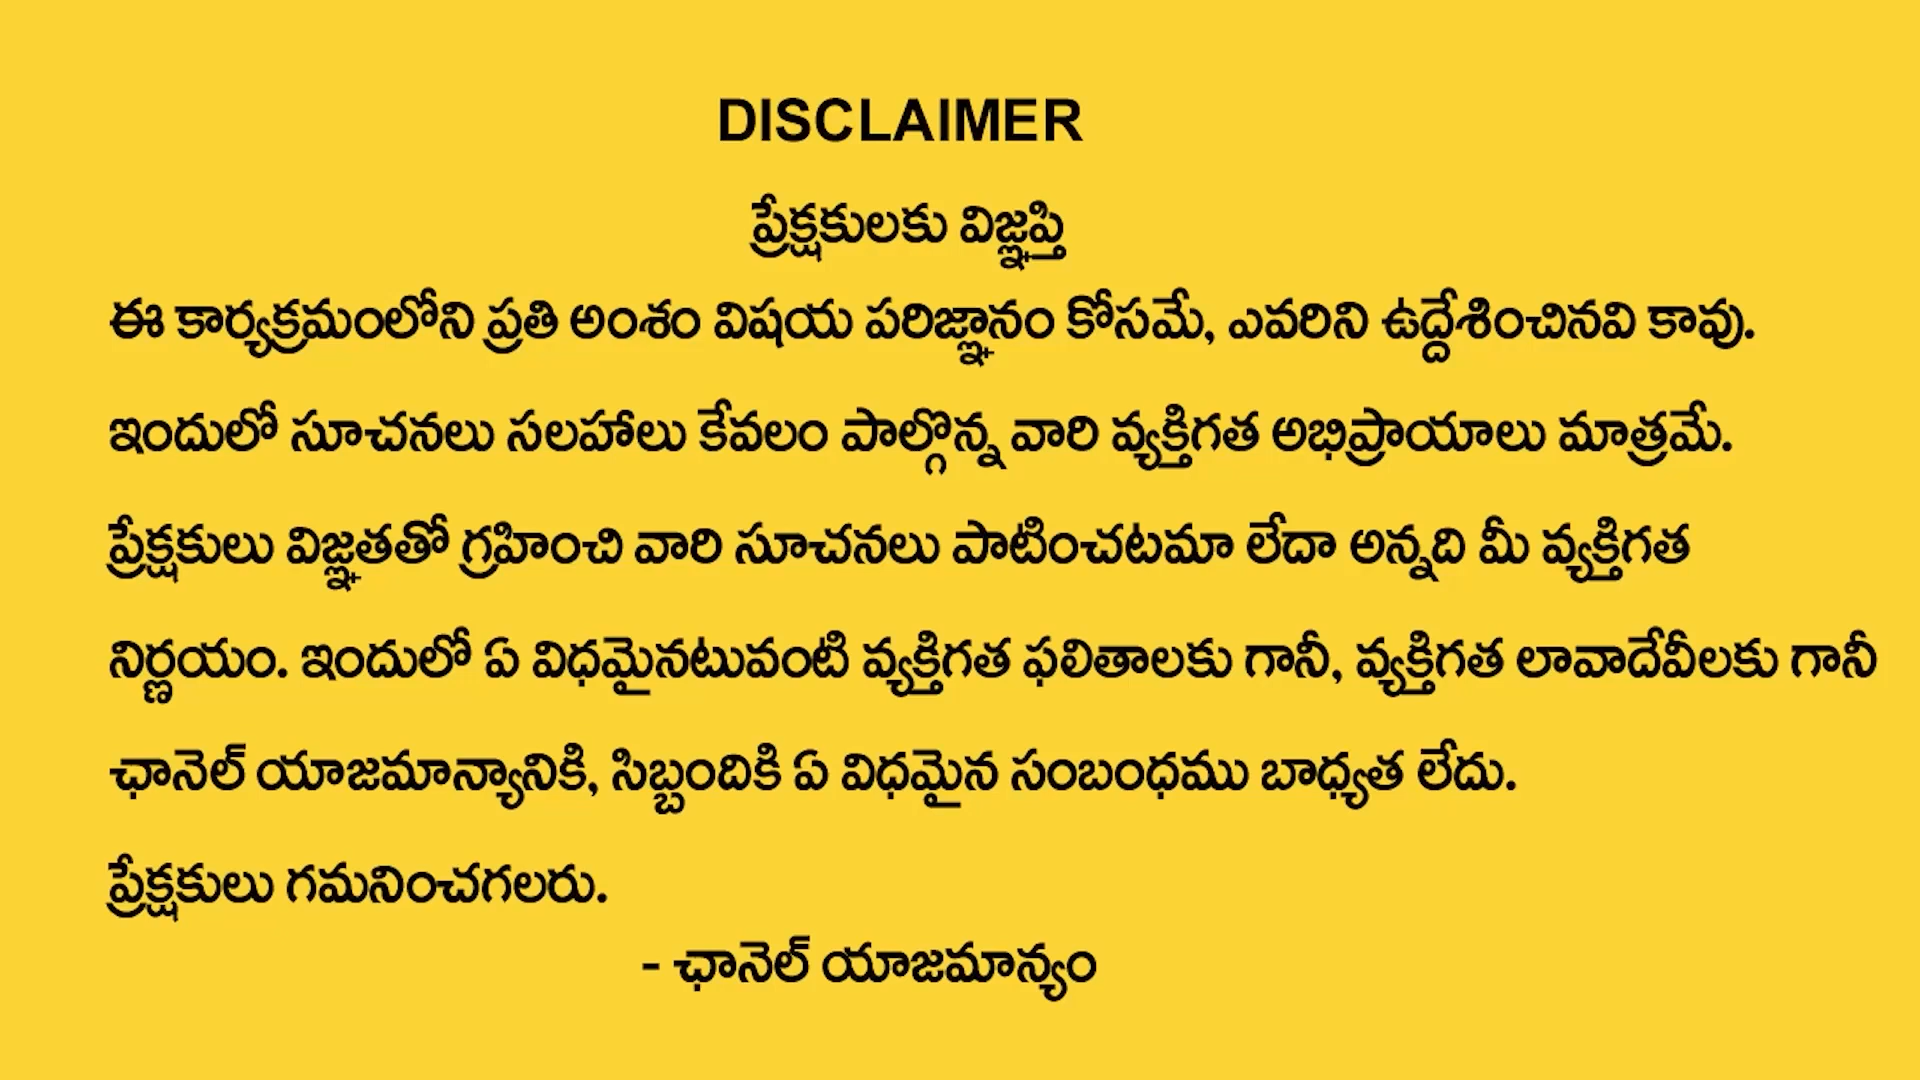 DISCLAIMER
ప్రేక్షకులకు విజ్ఞప్తి
ఈ కార్యక్రమంలోని ప్రతి అంశం విషయ పరిజ్ఞానం కోసమే, ఎవరిని ఉద్దేశించినవి కావు.
ఇందులో సూచనలు సలహాలు కేవలం పాల్గొన్న వారి వ్యక్తిగత అభిప్రాయాలు మాత్రమే.
ప్రేక్షకులు విజ్ఞతతో గ్రహించి వారి సూచనలు పాటించటమా లేదా అన్నది మీ వ్యక్తిగత
నిర్ణయం. ఇందులో ఏ విధమైనటువంటి వ్యక్తిగత ఫలితాలకు గానీ, వ్యక్తిగత లావాదేవీలకు గానీ
ఛానెల్ యాజమాన్యానికి, సిబ్బందికి ఏ విధమైన సంబంధము బాధ్యత లేదు.
ప్రేక్షకులు గమనించగలరు.
- ఛానెల్ యాజమాన్యం